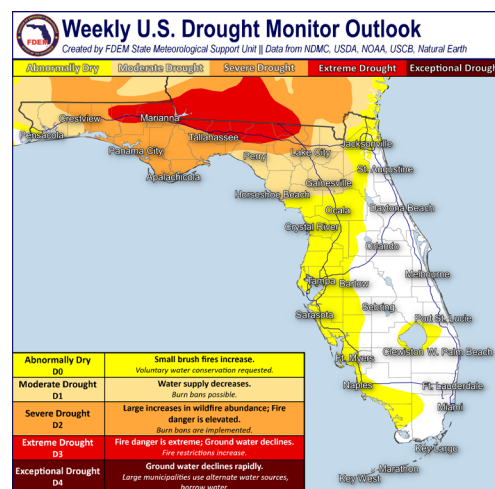 FDEM
Weekly U.S. Drought Monitor Outlook
Created by FDEM State Meteorological Support Unit || Data from NDMC, USDA, NOAA, USCB, Natural Earth
Abnormally Dry Moderate Drought Severe Drought Extreme Drought Exceptional Drough
Crestview
Marianna
Pensacola
Tallahassee
Jacksonville
Panama City
Perry
Lake City
Apalachicola
St. Augustine
Gainesville
Horseshoe Beach
Ocala
Daytona Beach
Crystal River
Orlando
Melbourne
Tampa
Bartow
Sebring
Sarasota
Port St. Lucie
Clewiston
W. Palm Beach
Ft. Myers
Naples
Ft. Lauderdale
Miami
Key Largo
Marathon
Key West
Abnormally Dry
D0
Small brush fires increase.
Voluntary water conservation requested.
Moderate Drought
D1
Water supply decreases.
Burn bans possible.
Severe Drought
D2
Large increases in wildfire abundance; Fire
danger is elevated.
Burn bans are implemented.
Extreme Drought
D3
Fire danger is extreme; Ground water declines.
Fire restrictions increase.
Exceptional Drought
D4
Ground water declines rapidly.
Large municipalities use alternate water sources,
borrow water.